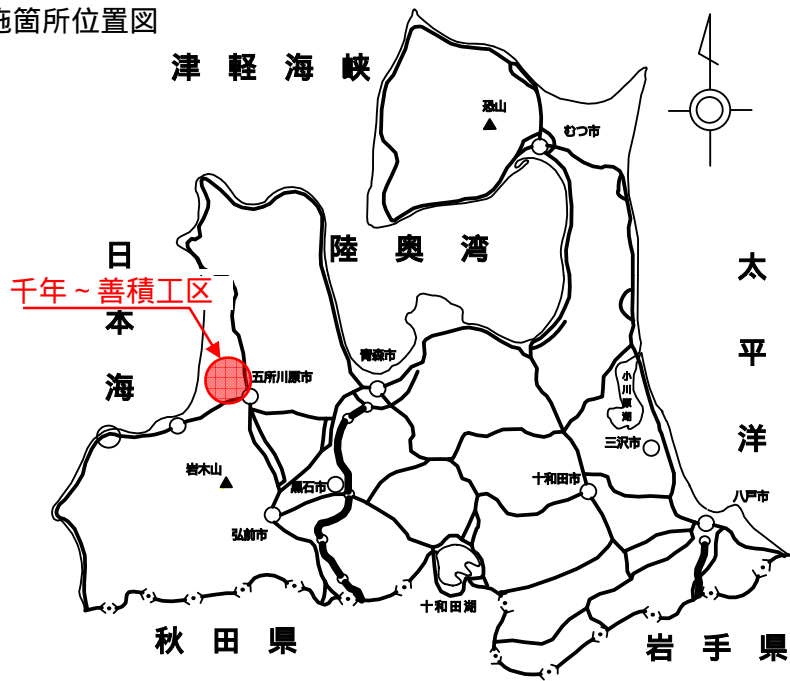 施箇所位置図
津軽海峡
恐山
むつ市
陸奥湾
日本海
太平洋
千年～善積工区
青森市
五所川原市
小川原湖
三沢市
岩木山
黒石市
十和田市
八戸市
弘前市
十和田湖
秋田県
岩手県